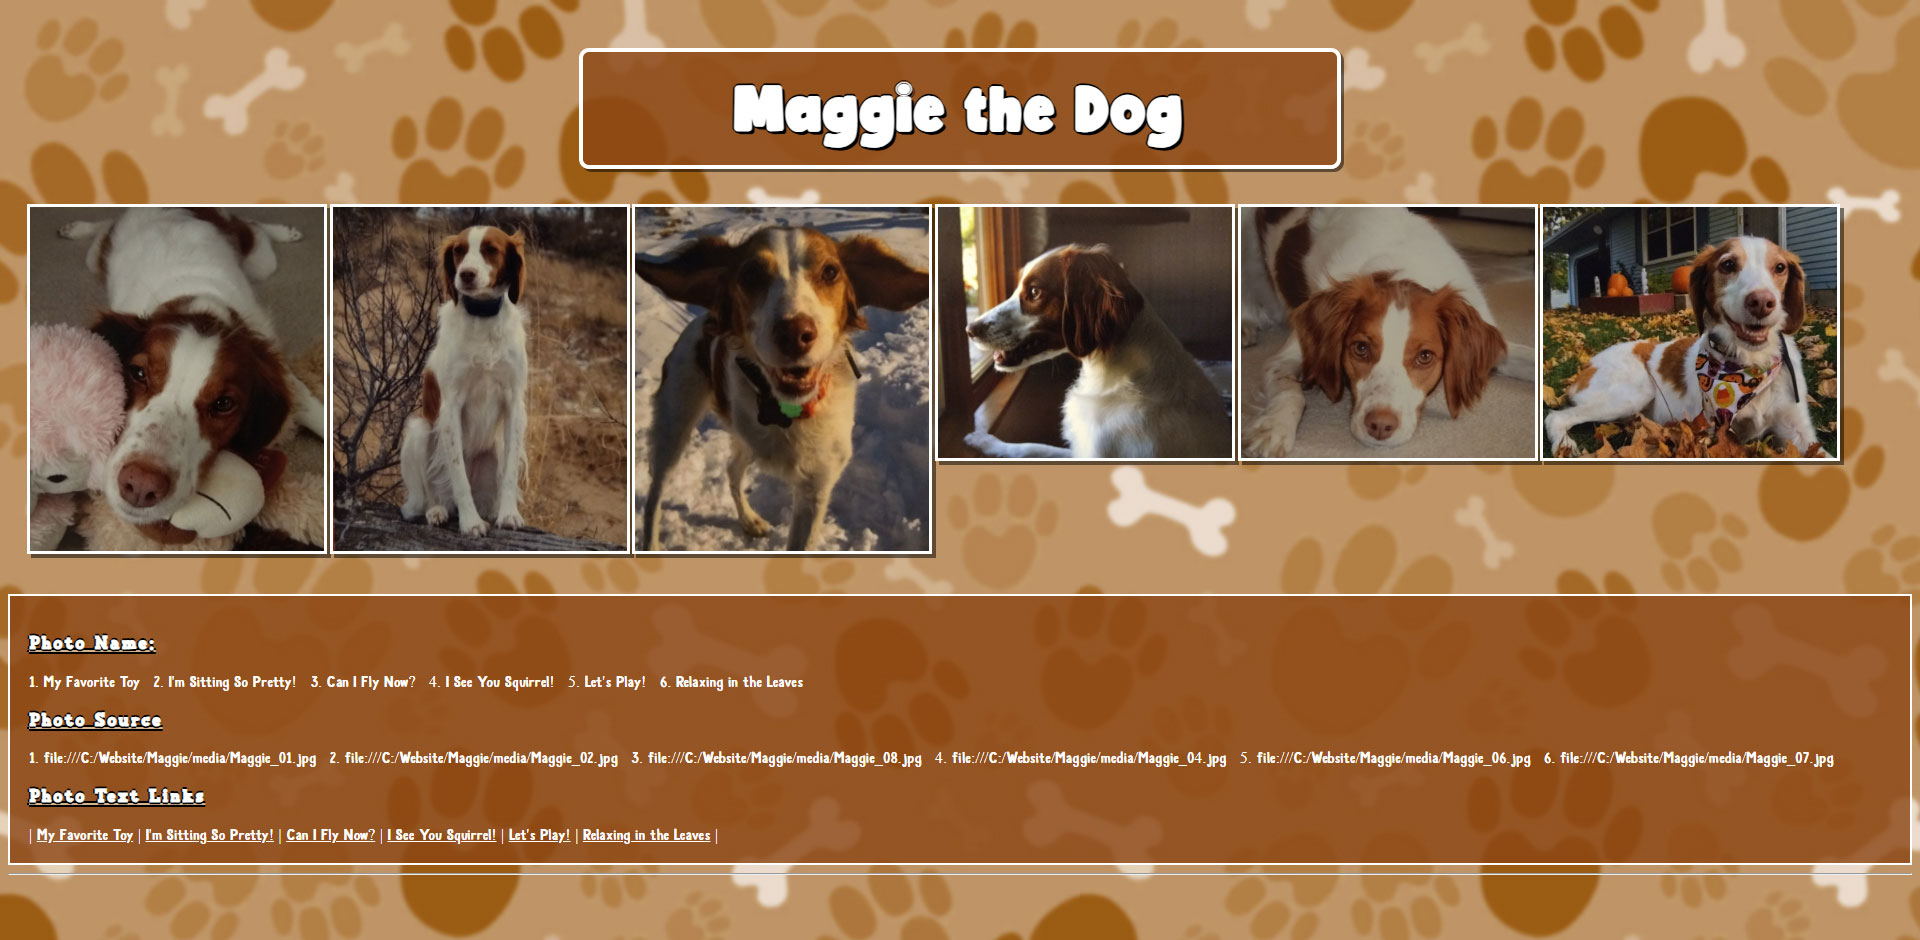 Maggie the Dog
Photo Name:
1. My Favorite Toy 2. I'm Sitting So Pretty! 3. Can I Fly Now? 4. I See You Squirrel! 5. Let's Play! 6. Relaxing in the Leaves
Photo Source
1. file:///C:/Website/Maggie/media/Maggie_01.jpg 2. file:///C:/Website/Maggie/media/Maggie_02.jpg 3. file:///C:/Website/Maggie/media/Maggie_08.jpg 4. file:///C:/Website/Maggie/media/Maggie_04.jpg 5. file:///C:/Website/Maggie/media/Maggie_06.jpg 6. file:///C:/Website/Maggie/media/Maggie_07.jpg
Photo Text Links
| My Favorite Toy | I'm Sitting So Pretty! | Can I Fly Now? | I See You Squirrel! | Let's Play! | Relaxing in the Leaves |